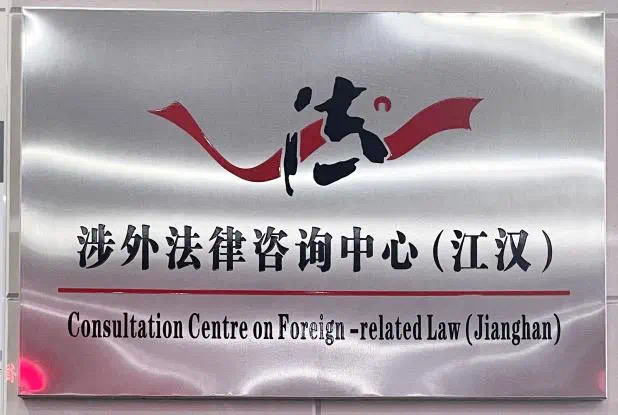 法
涉外法律咨询中心（江汉）
Consultation Centre on Foreign -related Law (Jianghan)